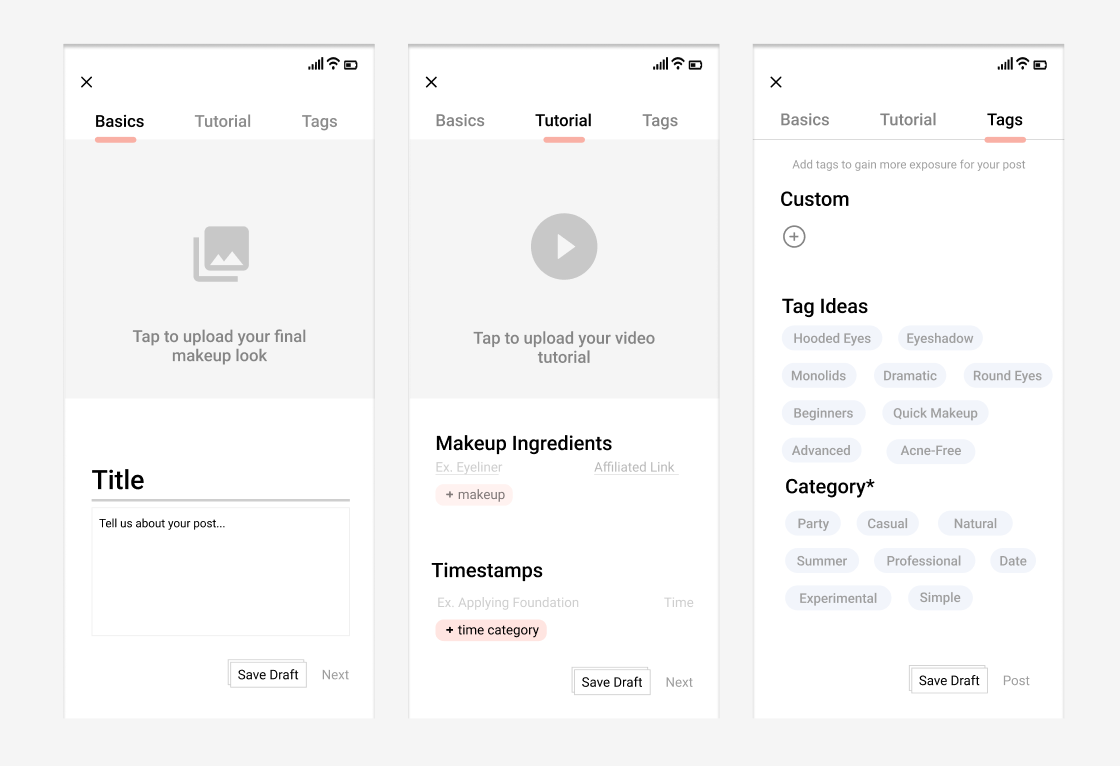 Basics Tutorial Tags
Tap to upload your final
makeup look
Title
Tell us about your post...
Save Draft Next
Basics Tutorial Tags
Tap to upload your video
tutorial
Makeup Ingredients
Ex. Eyeliner Affiliated Link
+ makeup
Timestamps
Ex. Applying Foundation Time
+ time category
Save Draft Next
Basics Tutorial Tags
Add tags to gain more exposure for your post
Custom
Tag Ideas
Hooded Eyes Eyeshadow
Monolids Dramatic Round Eyes
Beginners Quick Makeup
Advanced Acne-Free
Category*
Party Casual Natural
Summer Professional Date
Experimental Simple
Save Draft Post